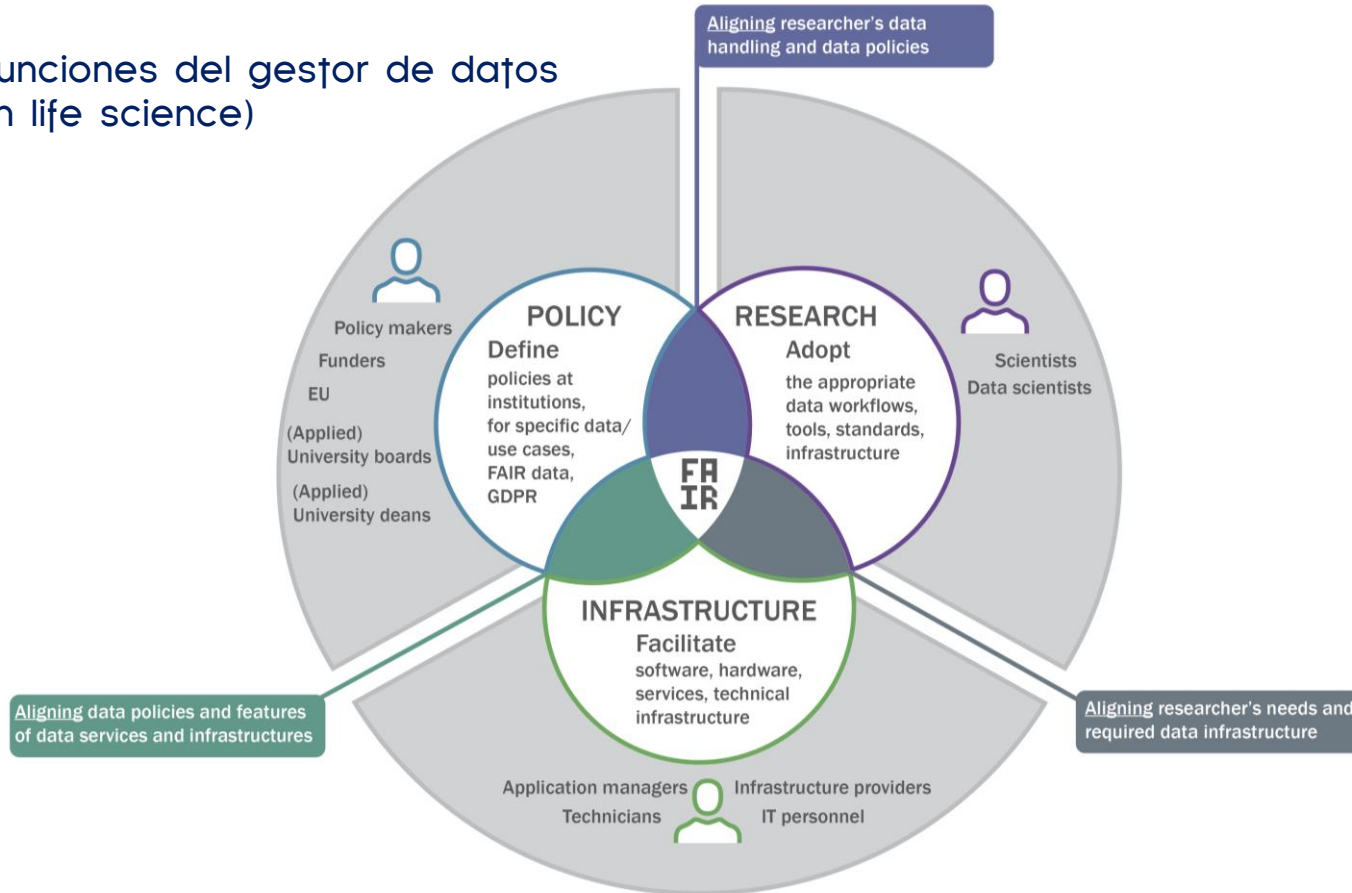 Aligning researcher's data
handling and data policies
unciones del gestor de datos
n life science)
Policy makers
Funders
EU
(Applied)
University boards
(Applied)
University deans
POLICY
Define
policies at
institutions,
for specific data/
use cases,
FAIR data,
GDPR
RESEARCH
Adopt
the appropriate
data workflows,
tools, standards,
infrastructure
Scientists
Data scientists
FA
IR
INFRASTRUCTURE
Facilitate
software, hardware,
services, technical
infrastructure
Aligning data policies and features
of data services and infrastructures
Aligning researcher's needs and
required data infrastructure
Application managers
Technicians
Infrastructure providers
IT personnel